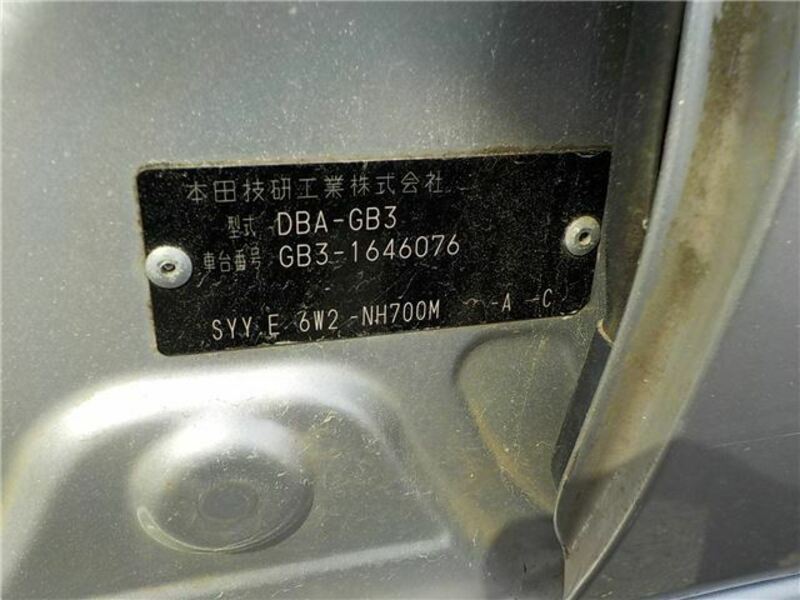 本田技研工業株式会社
型式 DBA-GB3
車台番号 GB3-1646076
SYY E 6W2 -NH700M -A -C